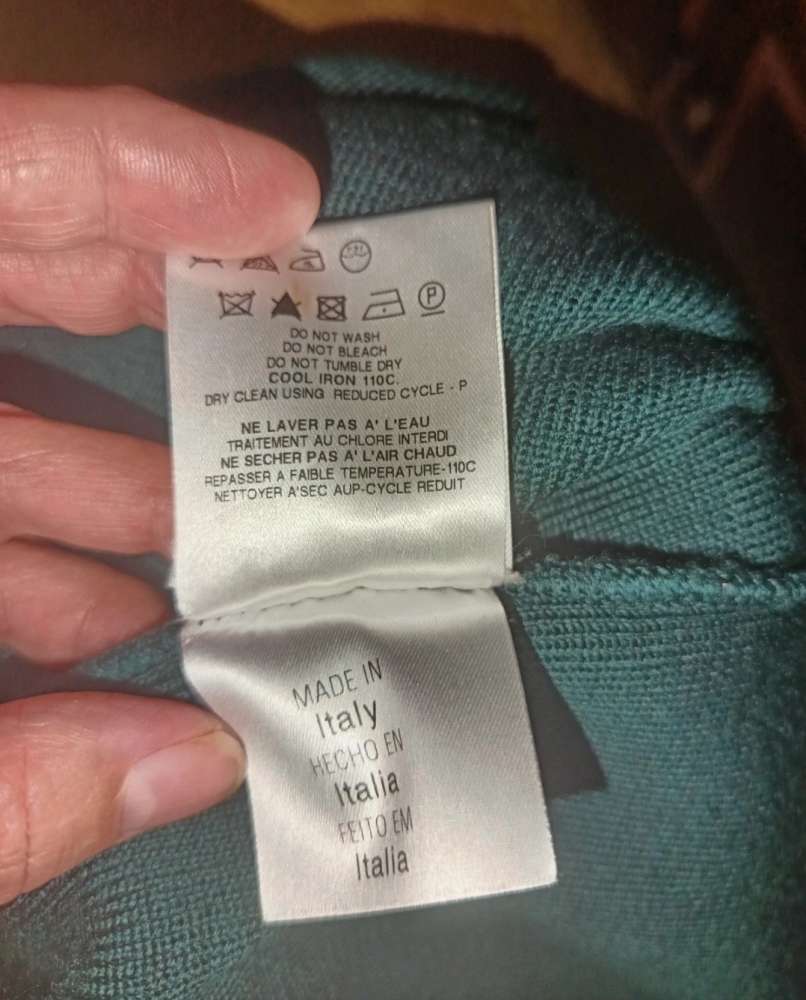 P
DO NOT WASH
DO NOT BLEACH
DO NOT TUMBLE DRY
COOL IRON 110C.
DRY CLEAN USING REDUCED CYCLE - P
NE LAVER PAS A' L'EAU
TRAITEMENT AU CHLORE INTERDI
NE SECHER PAS A' L'AIR CHAUD
REPASSER A FAIBLE TEMPERATURE-110C
NETTOYER A'SEC AUP-CYCLE REDUIT
MADE IN
Italy
HECHO EN
Italia
FEITO EM
Italia